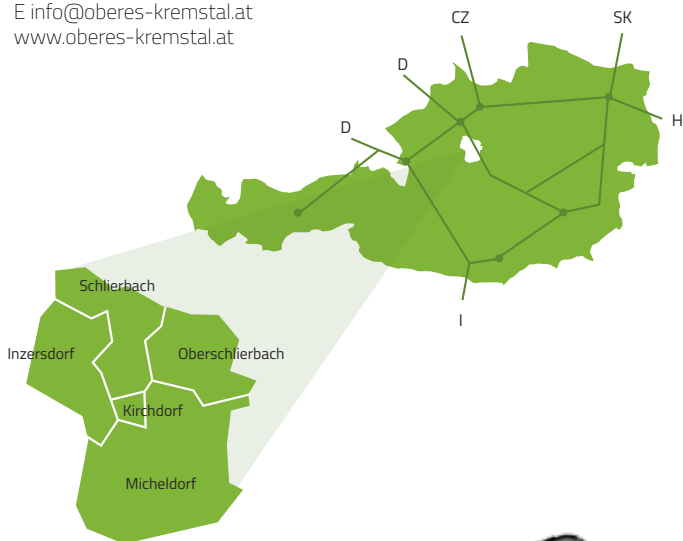 E info@oberes-kremstal.at
www.oberes-kremstal.at
CZ
SK
D
H
D
I
Schlierbach
Inzersdorf
Oberschlierbach
Kirchdorf
Micheldorf